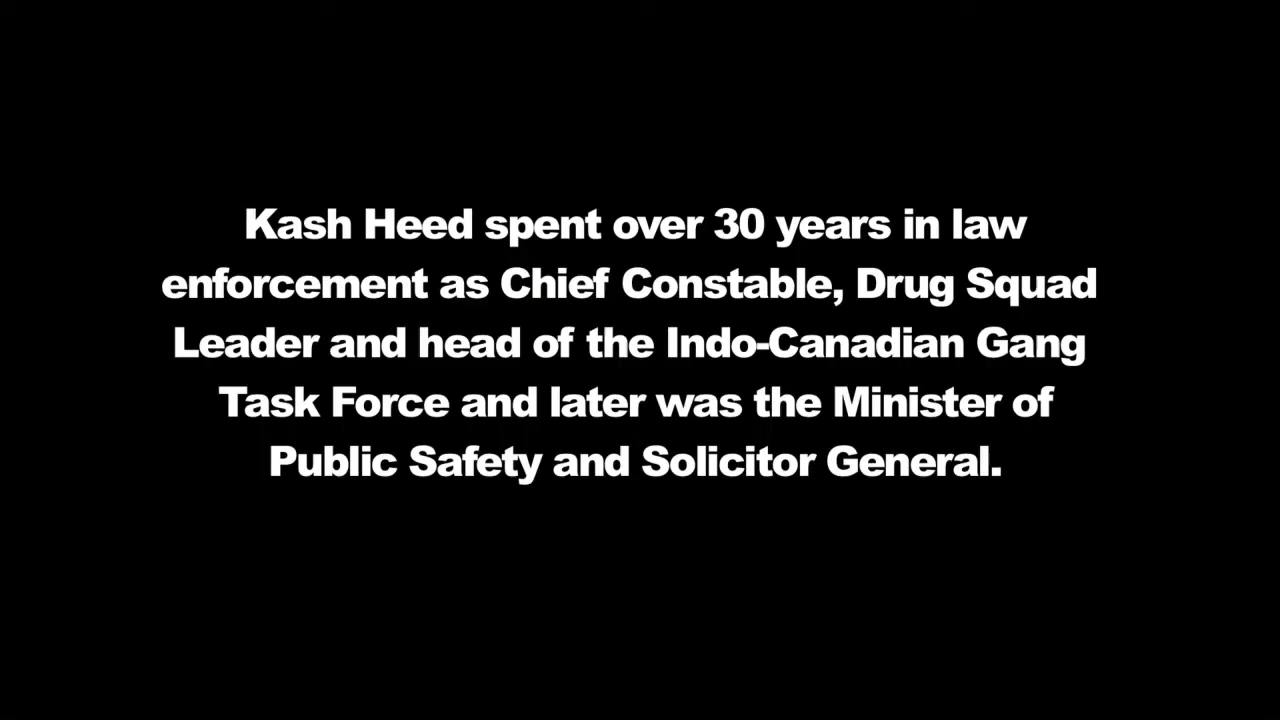 Kash Heed spent over 30 years in law
enforcement as Chief Constable, Drug Squad
Leader and head of the Indo-Canadian Gang
Task Force and later was the Minister of
Public Safety and Solicitor General.